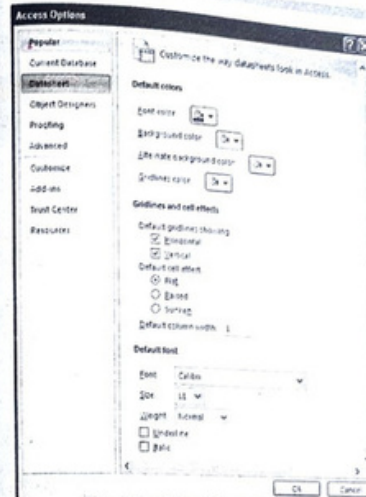 Access Options
Popular
Current Database
Datasheet
Object Designers
Proofing
Advanced
Customize
Add-ins
Trust Center
Resources
Customize the way datasheets look in Access.
Default colors
Font color
Background color
Alternate background color
Gridlines color
Gridlines and cell effects
Default gridlines showing
Horizontal
Vertical
Default cell effect
Flat
Raised
Sunken
Default column width 1
Default font
Font Calibri
Size 11
Weight Normal
Underline
Italic
OK Cancel